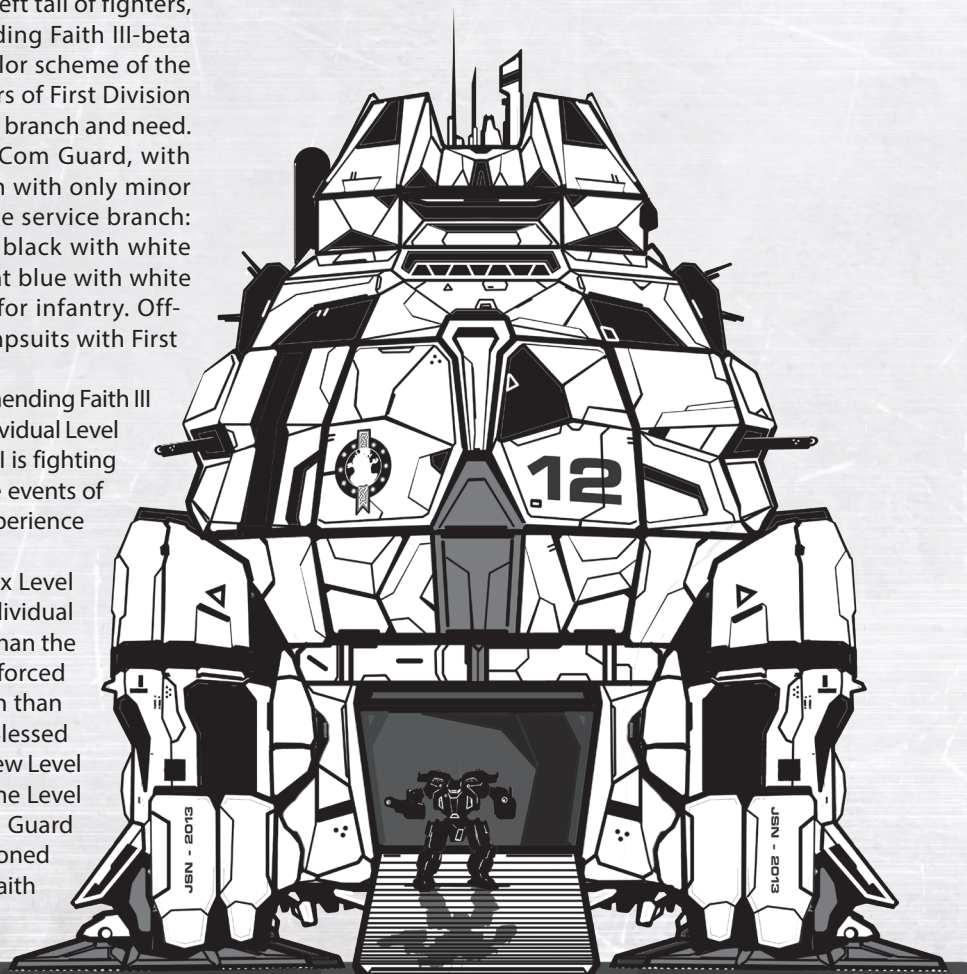 eft tail of fighters,
ding Faith III-beta
lor scheme of the
rs of First Division
branch and need.
Com Guard, with
n with only minor
e service branch:
black with white
t blue with white
for infantry. Off-
mpsuits with First
nending Faith III
vidual Level
l is fighting
e events of
perience
x Level
dividual
han the
forced
n than
lessed
ew Level
he Level
Guard
oned
aith
12
JSN - 2013
JSN - 2013